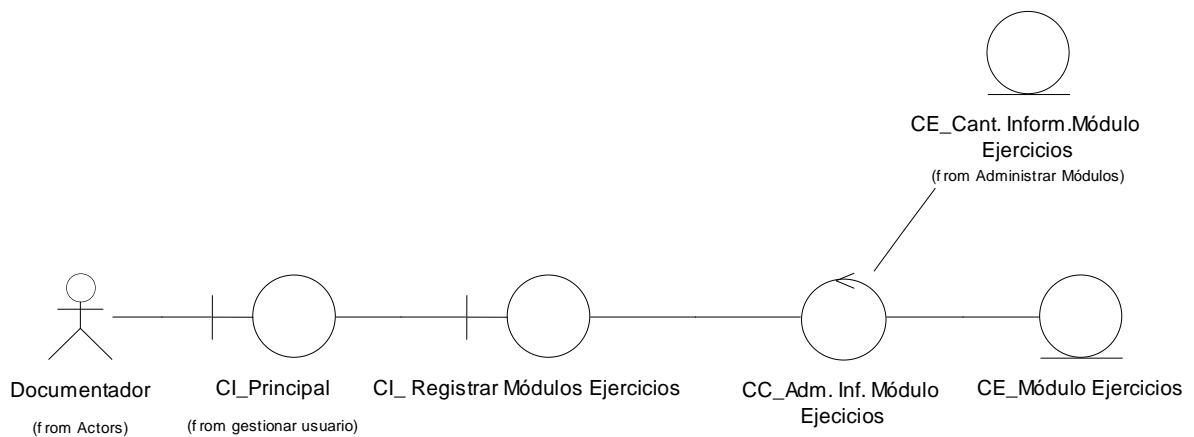 CE_Cant. Inform.Módulo
Ejercicios
(from Administrar Módulos)
Documentador
(from Actors)
CI_Principal
(from gestionar usuario)
CI_ Registrar Módulos Ejercicios
CC_Adm. Inf. Módulo
Ejecicios
CE_Módulo Ejercicios